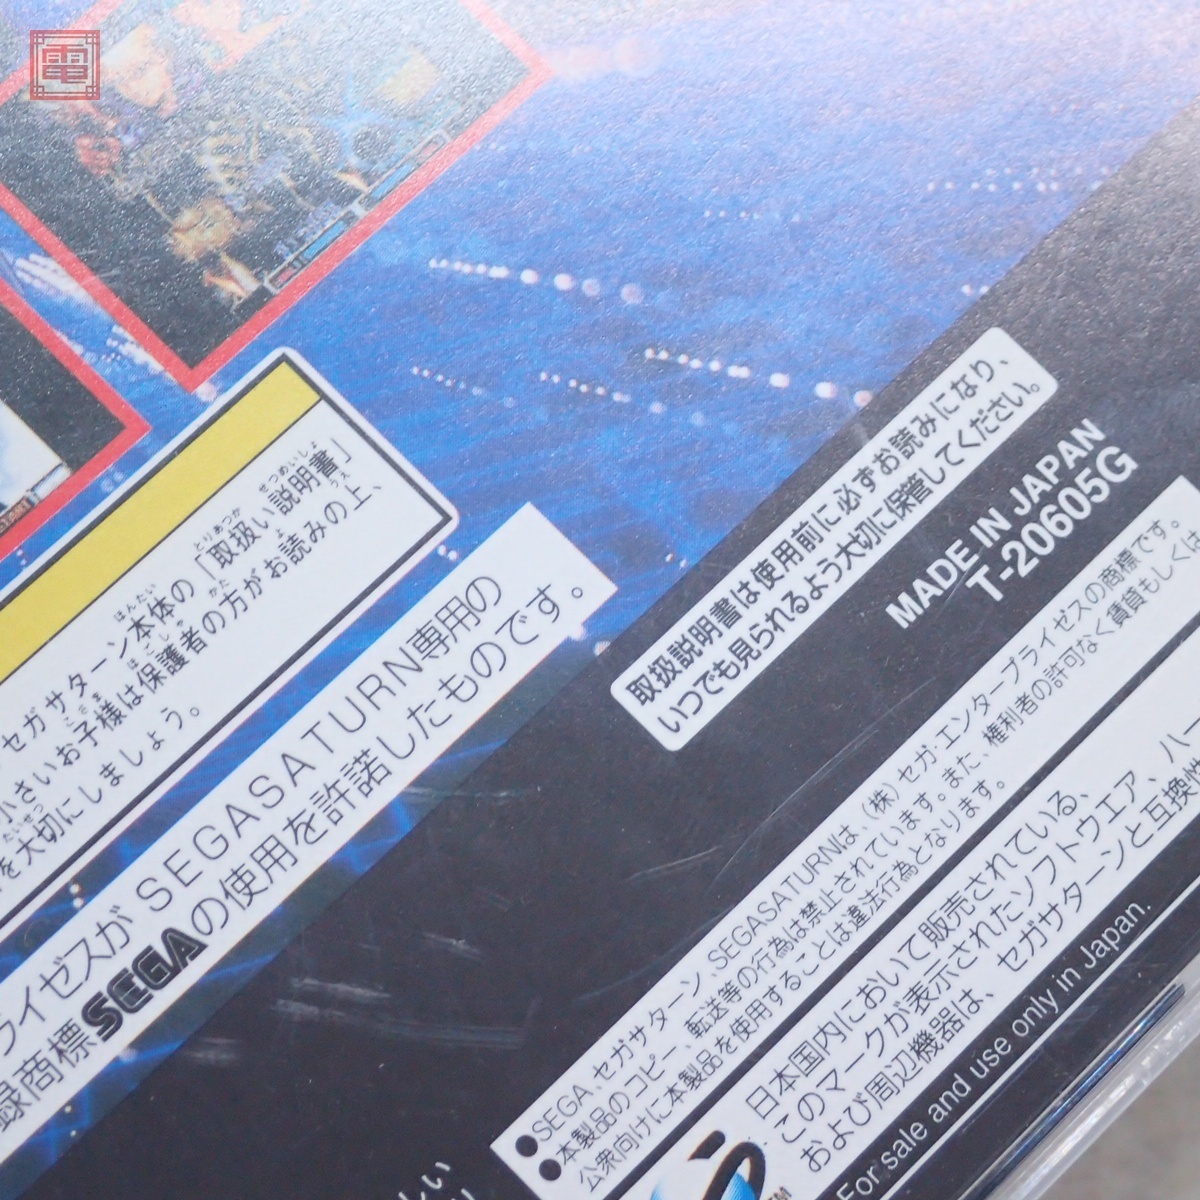 電
セガサターン本体の「取扱い説明書」
小さいお子様は保護者の方がお読みの上、
を大切にしましょう。
ライゼスが SEGASATURN専用の
録商標SEGAの使用を許諾したものです。
取扱説明書は使用前に必ずお読みになり、
いつでも見られるよう大切に保管してください。
MADE IN JAPAN
T-20605G
●SEGA、セガサターン、SEGASATURNは、(株)セガ・エンタープライゼスの商標です。
●本製品のコピー、転送等の行為は禁止されています。また、権利者の許可なく賃貸もしくは
公衆向けに本製品を使用することは違法行為となります。
日本国内において販売されている、
このマークが表示されたソフトウエア、ハー
および周辺機器は、 セガサターンと互換性
For sale and use only in Japan.
TM
しい